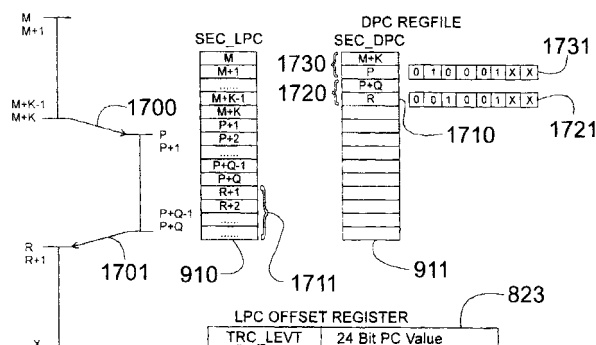 M
M+1
M+K-1
M+K
1700
P
P+1
P+Q-1
P+Q
R
R+1
1701
X
SEC_LPC
M
M+1
......
M+K-1
M+K
P+1
P+2
......
P+Q-1
P+Q
R+1
R+2
......
......
910
1711
DPC REGFILE
SEC_DPC
1730
M+K
P
1720
P+Q
R
0 1 0 0 0 1 X X
1731
0 0 1 0 0 1 X X
1721
1710
911
823
LPC OFFSET REGISTER
TRC_LEVT 24 Bit PC Value